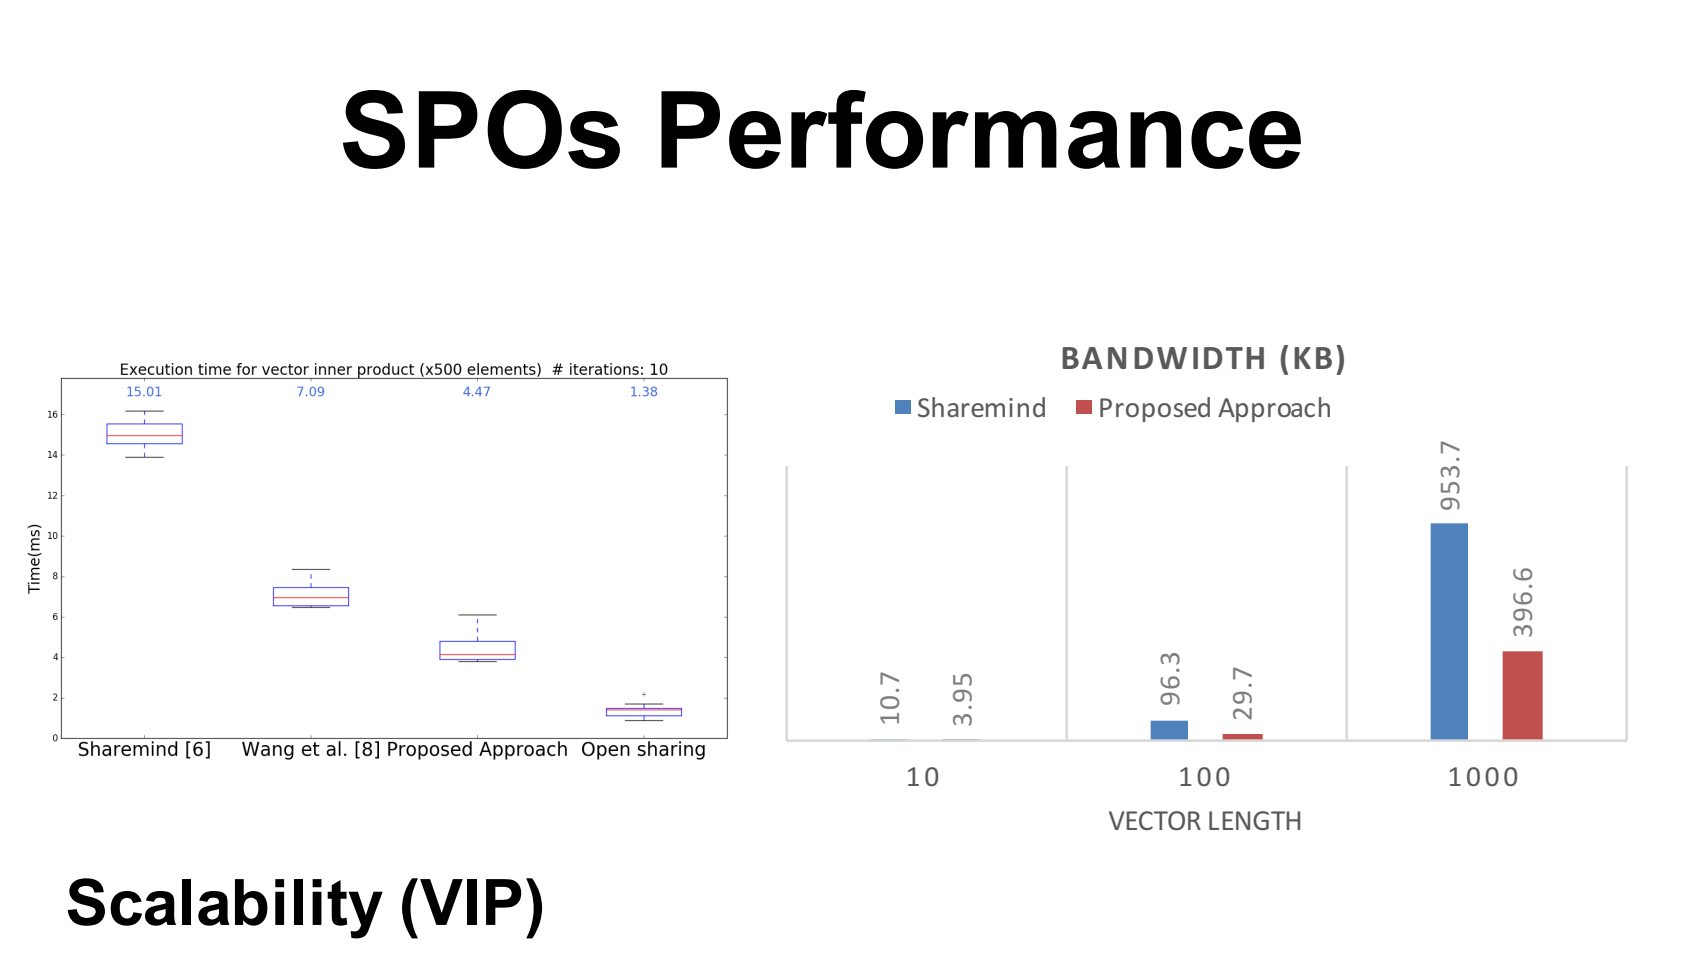 SPOs Performance
Execution time for vector inner product (x500 elements)  # iterations: 10
15.01 7.09 4.47 1.38
16
14
12
10
8
6
4
2
0
Time(ms)
Sharemind [6] Wang et al. [8] Proposed Approach Open sharing
BANDWIDTH (KB)
Sharemind Proposed Approach
10.7 3.95 96.3 29.7 953.7 396.6
10 100 1000
VECTOR LENGTH
Scalability (VIP)